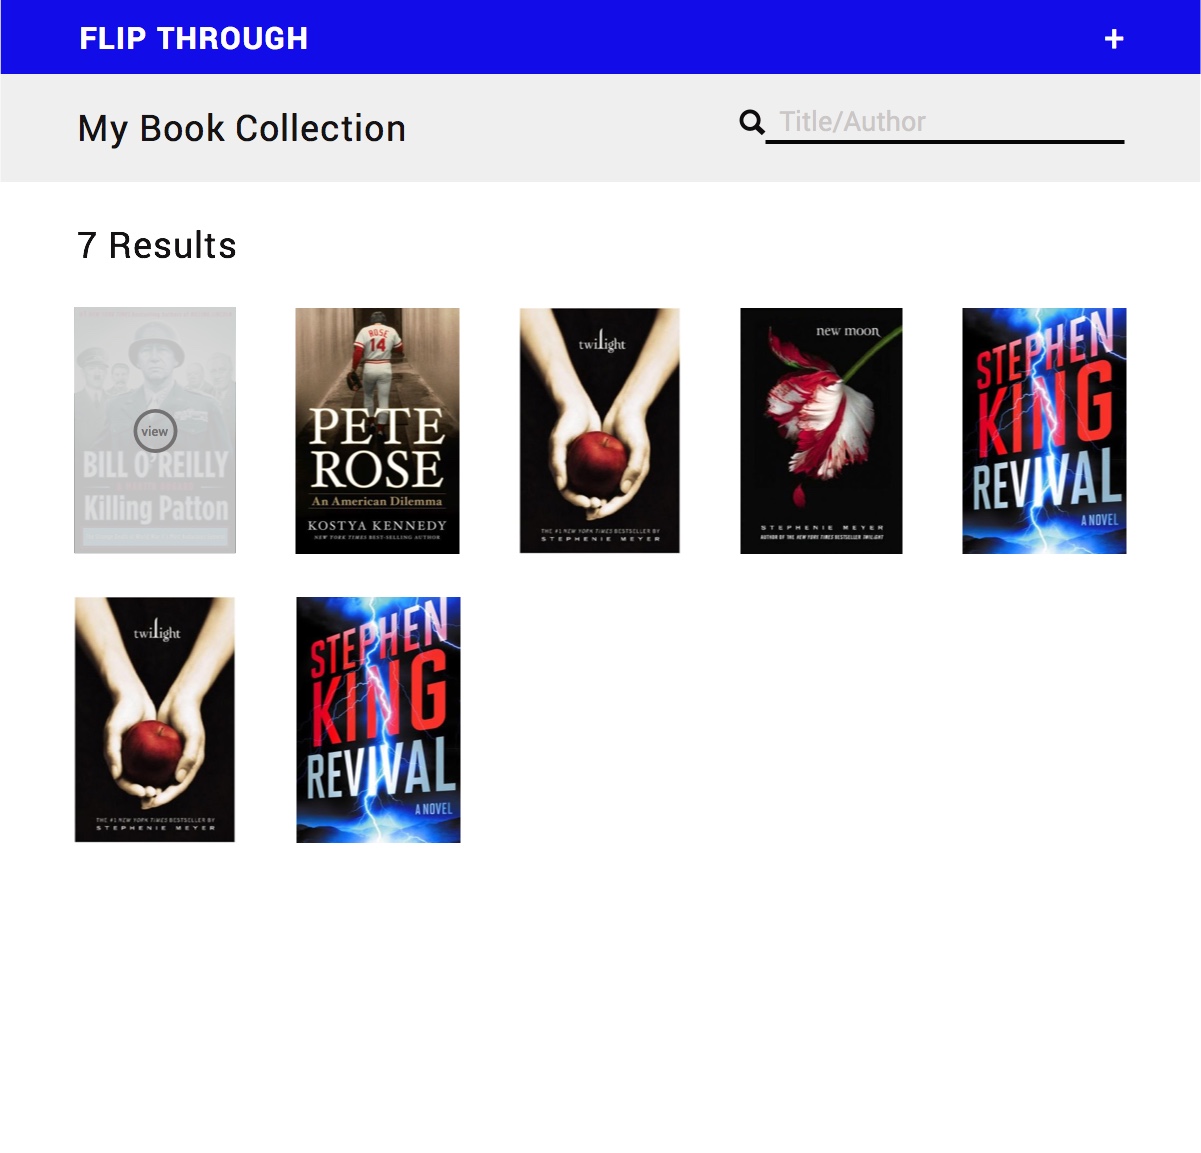 FLIP THROUGH +
My Book Collection
Title/Author
7 Results
view
BILL O'REILLY
Killing Patton
ROSE
14
PETE
ROSE
An American Dilemma
KOSTYA KENNEDY
NEW YORK TIMES BEST-SELLING AUTHOR
twilight
THE #1 NEW YORK TIMES BESTSELLER BY
STEPHENIE MEYER
new moon
STEPHENIE MEYER
AUTHOR OF THE NEW YORK TIMES BESTSELLER TWILIGHT
STEPHEN
KING
REVIVAL
A NOVEL
twilight
THE #1 NEW YORK TIMES BESTSELLER BY
STEPHENIE MEYER
STEPHEN
KING
REVIVAL
A NOVEL